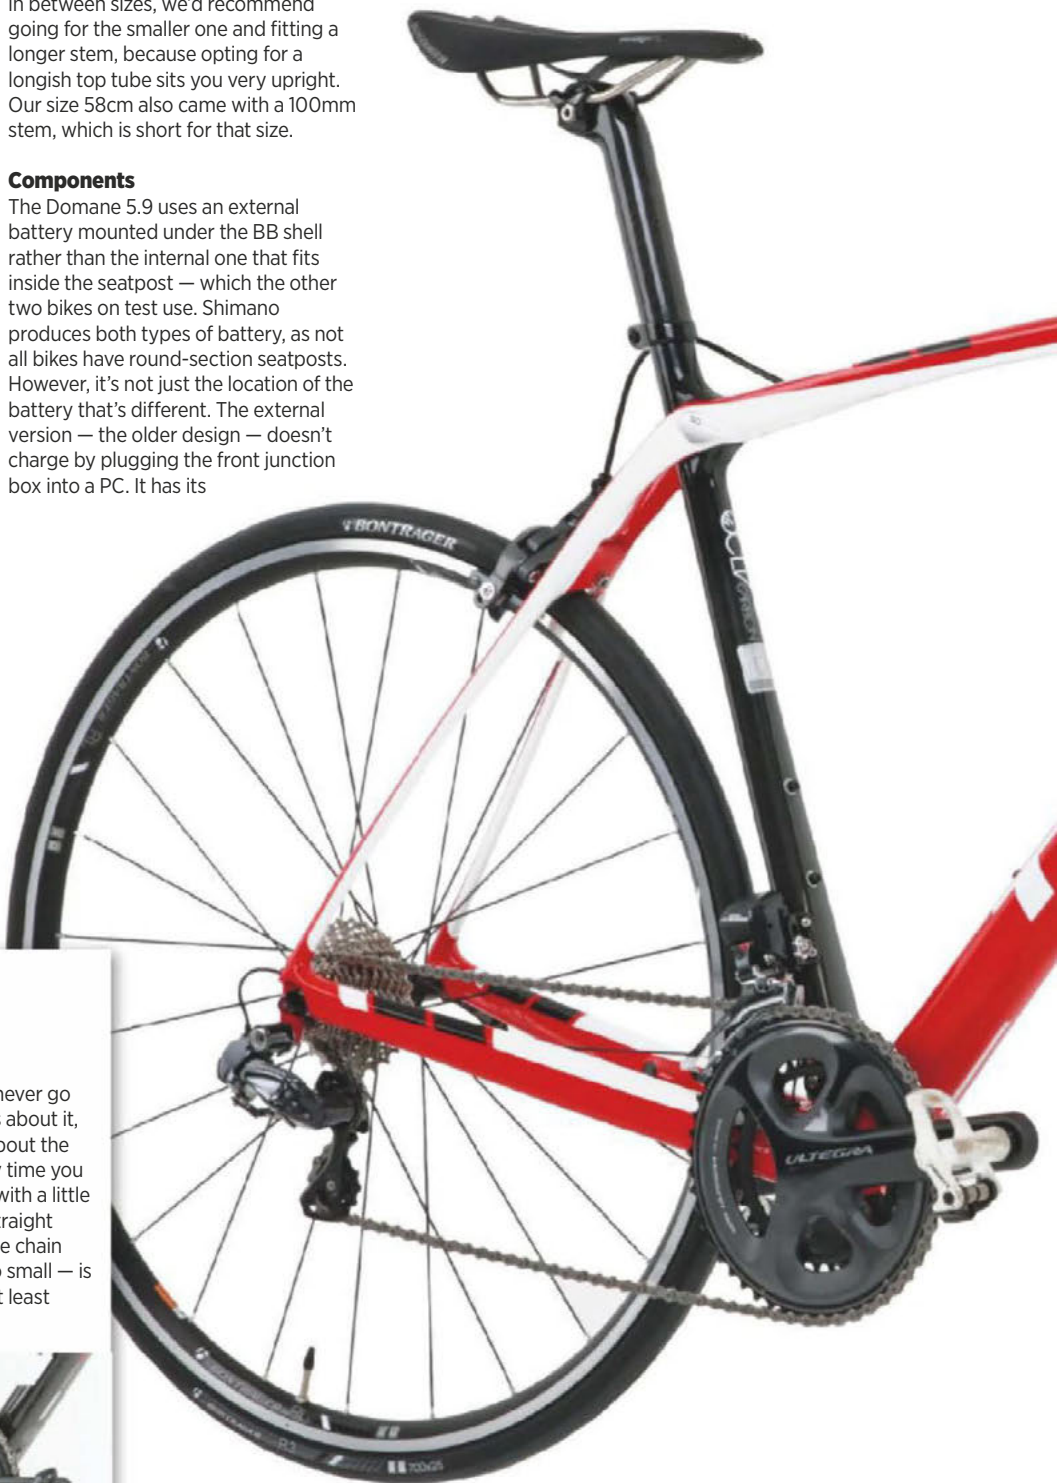 in between sizes, we'd recommend
going for the smaller one and fitting a
longer stem, because opting for a
longish top tube sits you very upright.
Our size 58cm also came with a 100mm
stem, which is short for that size.
Components
The Domane 5.9 uses an external
battery mounted under the BB shell
rather than the internal one that fits
inside the seatpost — which the other
two bikes on test use. Shimano
produces both types of battery, as not
all bikes have round-section seatposts.
However, it's not just the location of the
battery that's different. The external
version — the older design — doesn't
charge by plugging the front junction
box into a PC. It has its
BONTRAGER
ULTEGRA
never go
about it,
bout the
time you
with a little
raight
e chain
small — is
t least
R3
700x25